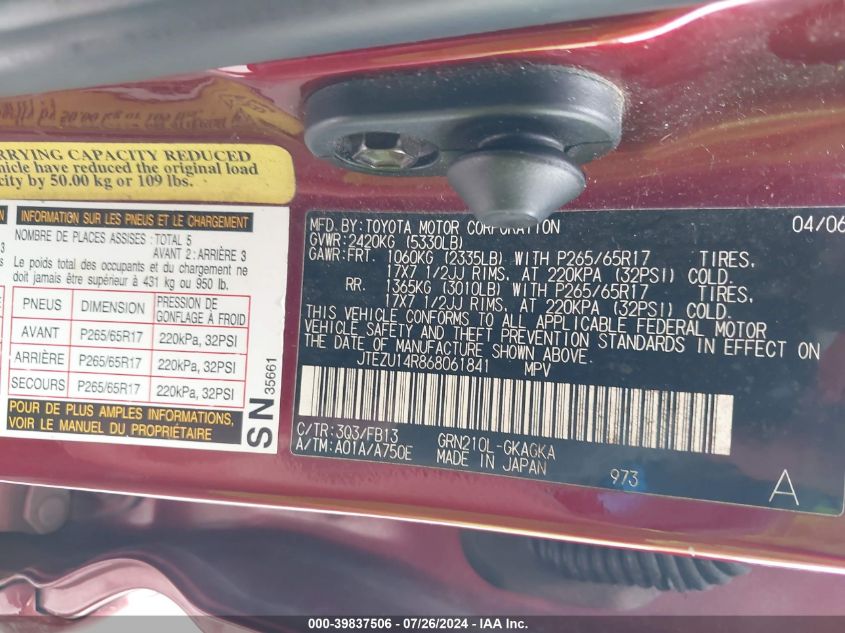 RRYING CAPACITY REDUCED
hicle have reduced the original load
city by 50.00 kg or 109 lbs.
INFORMATION SUR LES PNEUS ET LE CHARGEMENT
NOMBRE DE PLACES ASSISES : TOTAL 5
AVANT 2 : ARRIÈRE 3
Le poids total des occupants et du chargement ne
doit jamais être supérieur à 431 kg ou 950 lb.
PNEUS DIMENSION PRESSION DE GONFLAGE À FROID
AVANT P265/65R17 220kPa, 32PSI
ARRIÈRE P265/65R17 220kPa, 32PSI
SECOURS P265/65R17 220kPa, 32PSI
POUR DE PLUS AMPLES INFORMATIONS,
VOIR LE MANUEL DU PROPRIÉTAIRE
SN 35661
MFD.BY:TOYOTA MOTOR CORPORATION 04/06
GVWR:2420KG (5330LB)
GAWR:FRT. 1060KG (2335LB) WITH P265/65R17 TIRES,
17X7 1/2JJ RIMS, AT 220KPA (32PSI) COLD.
RR. 1365KG (3010LB) WITH P265/65R17 TIRES,
17X7 1/2JJ RIMS, AT 220KPA (32PSI) COLD.
THIS VEHICLE CONFORMS TO ALL APPLICABLE FEDERAL MOTOR
VEHICLE SAFETY AND THEFT PREVENTION STANDARDS IN EFFECT ON
THE DATE OF MANUFACTURE SHOWN ABOVE.
JTEZU14R868061841 MPV
C/TR:3Q3/FB13 GRN210L-GKAGKA
A/TM:A01A/A750E MADE IN JAPAN
973
A
000-39837506 / 07/26/2024 / Copyright IAA, Inc.